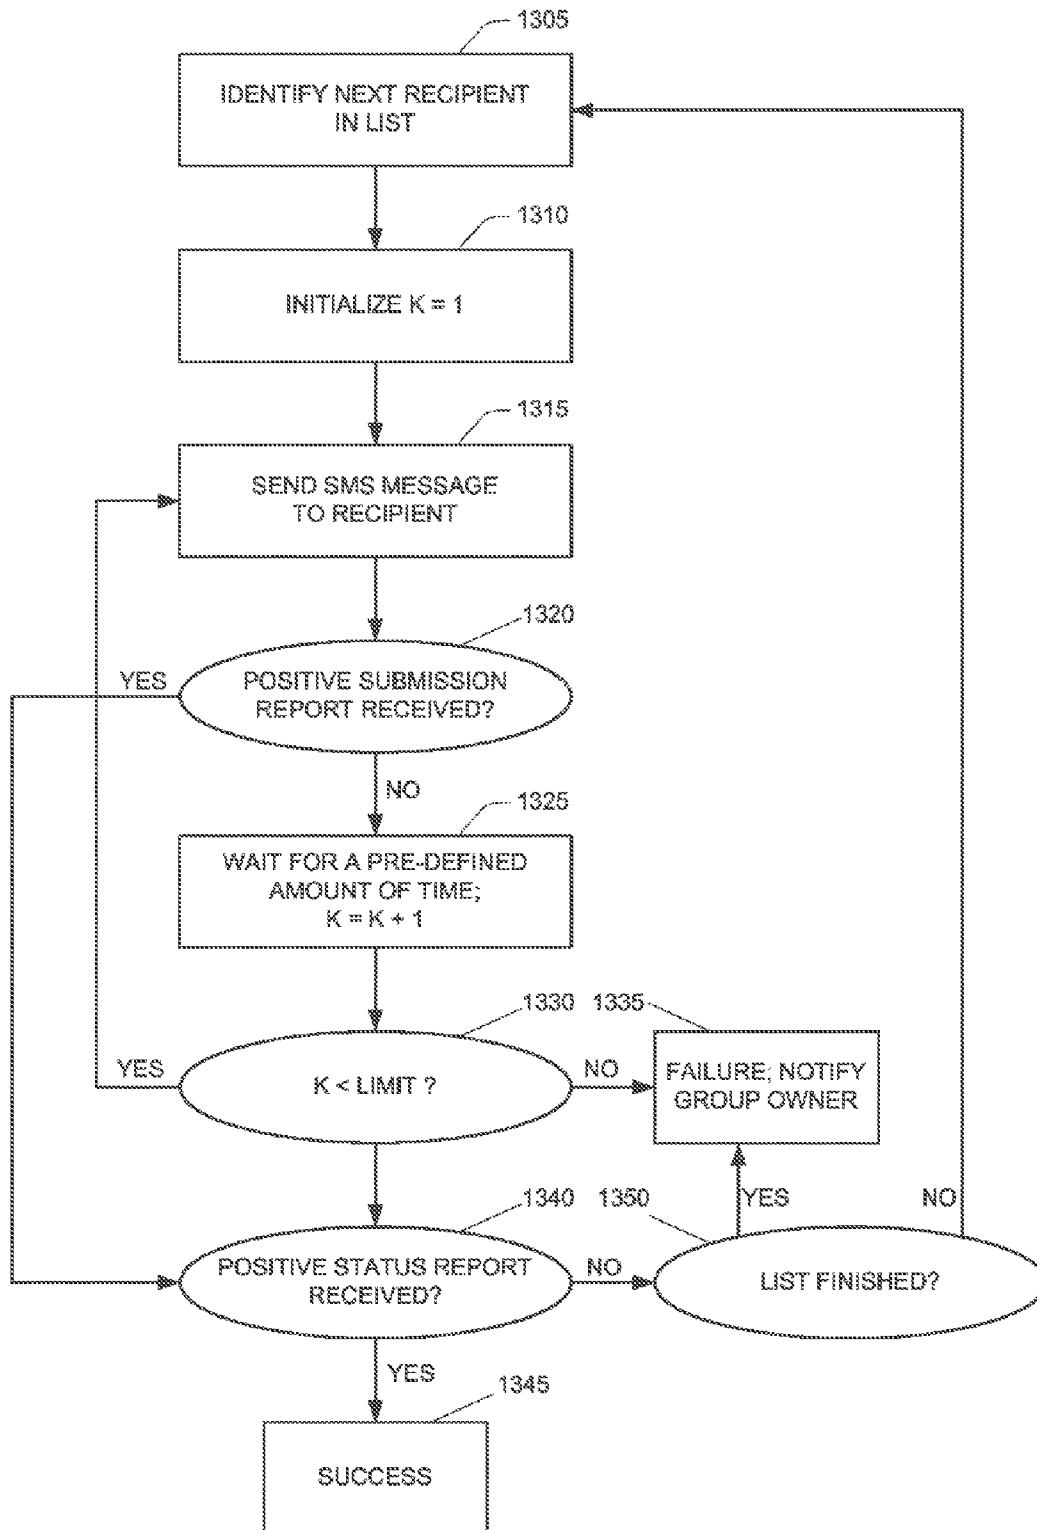 1305
IDENTIFY NEXT RECIPIENT
IN LIST
1310
INITIALIZE K = 1
1315
SEND SMS MESSAGE
TO RECIPIENT
1320
YES
POSITIVE SUBMISSION
REPORT RECEIVED?
NO
1325
WAIT FOR A PRE-DEFINED
AMOUNT OF TIME;
K = K + 1
1330
1335
YES
K < LIMIT ?
NO
FAILURE; NOTIFY
GROUP OWNER
1340
1350
YES
NO
POSITIVE STATUS REPORT
RECEIVED?
NO
LIST FINISHED?
YES
1345
SUCCESS